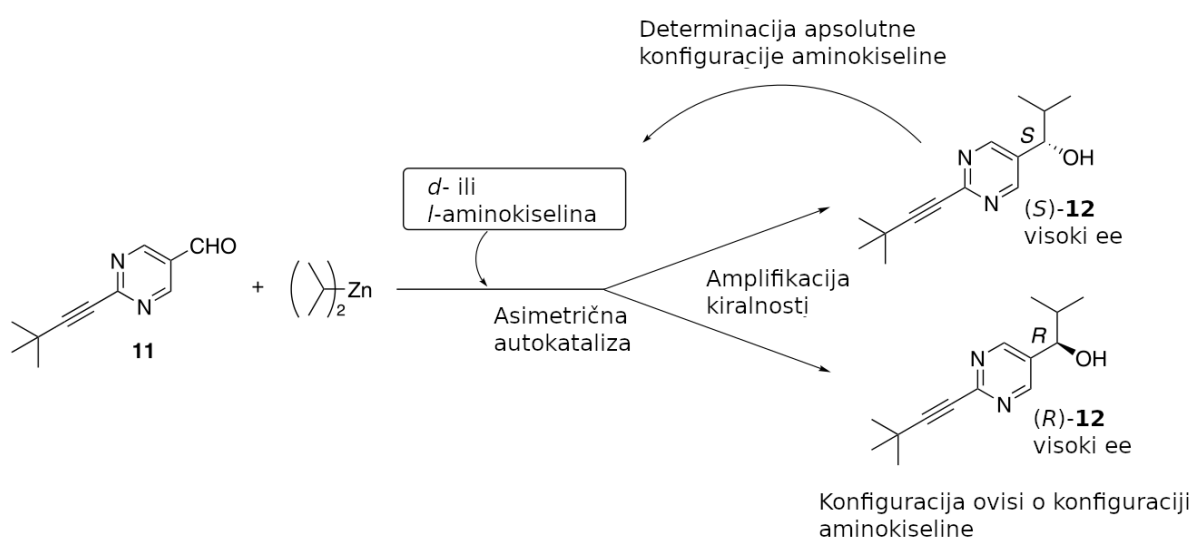 Determinacija apsolutne
konfiguracije aminokiseline
S
N
N
OH
(S)-12
visoki ee
d- ili
l-aminokiselina
CHO
N
N
11
+
( )2 Zn
Asimetrična
autokataliza
Amplifikacija
kiralnosti
R
N
N
OH
(R)-12
visoki ee
Konfiguracija ovisi o konfiguraciji
aminokiseline